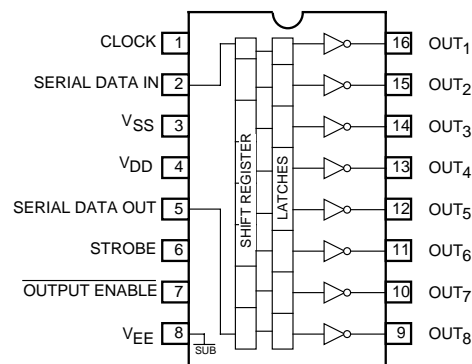 CLOCK 1 16 OUT1
SERIAL DATA IN 2 15 OUT2
VSS 3 14 OUT3
VDD 4 13 OUT4
SERIAL DATA OUT 5 12 OUT5
STROBE 6 11 OUT6
OUTPUT ENABLE 7 10 OUT7
VEE 8 9 OUT8
SUB
SHIFT REGISTER
LATCHES